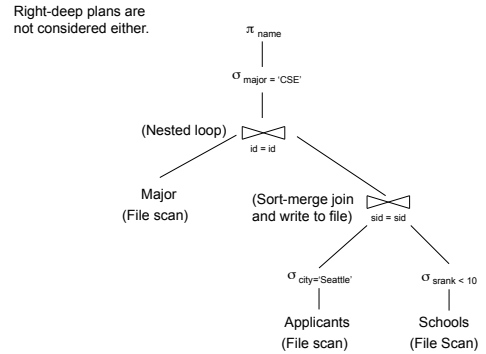 Right-deep plans are
not considered either.
π name
σ major = ‘CSE’
(Nested loop)
id = id
Major
(File scan)
(Sort-merge join
and write to file)
sid = sid
σ city=‘Seattle’
σ srank < 10
Applicants
(File scan)
Schools
(File Scan)